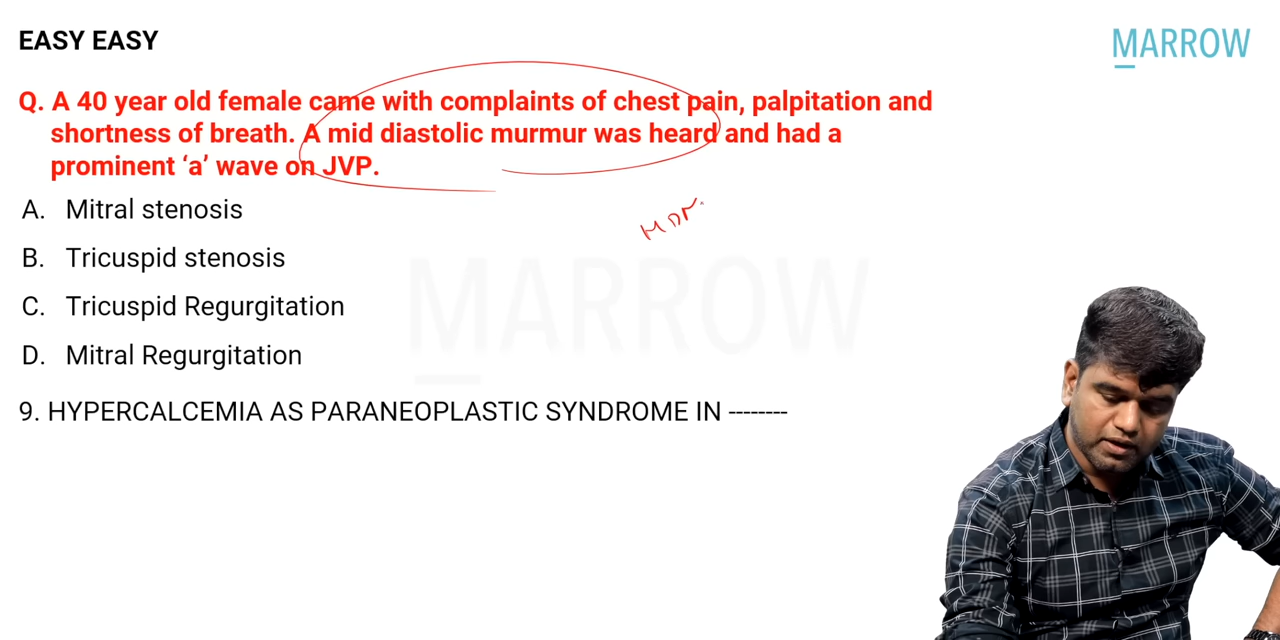 EASY EASY
MARROW
Q. A 40 year old female came with complaints of chest pain, palpitation and
shortness of breath. A mid diastolic murmur was heard and had a
prominent ‘a’ wave on JVP.
A. Mitral stenosis
MDM
B. Tricuspid stenosis
MARROW
C. Tricuspid Regurgitation
D. Mitral Regurgitation
9. HYPERCALCEMIA AS PARANEOPLASTIC SYNDROME IN --------